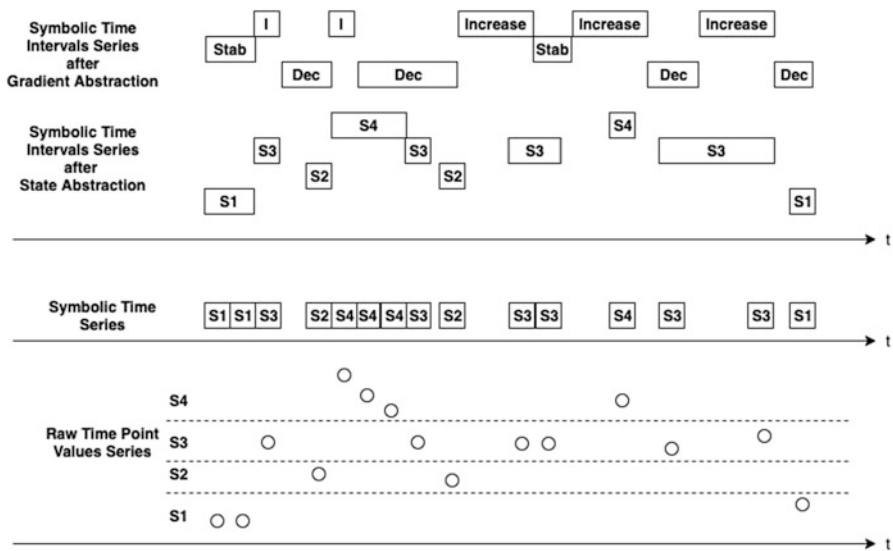 Symbolic Time
Intervals Series
after
Gradient Abstraction
I I Increase Increase Increase
Stab Stab
Dec Dec Dec Dec
Symbolic Time
Intervals Series
after
State Abstraction
S4 S4
S3 S3 S3 S3
S2 S2
S1 S1
t
Symbolic Time
Series
S1 S1 S3 S2 S4 S4 S4 S3 S2 S3 S3 S4 S3 S3 S1
t
Raw Time Point
Values Series
S4
S3
S2
S1
t